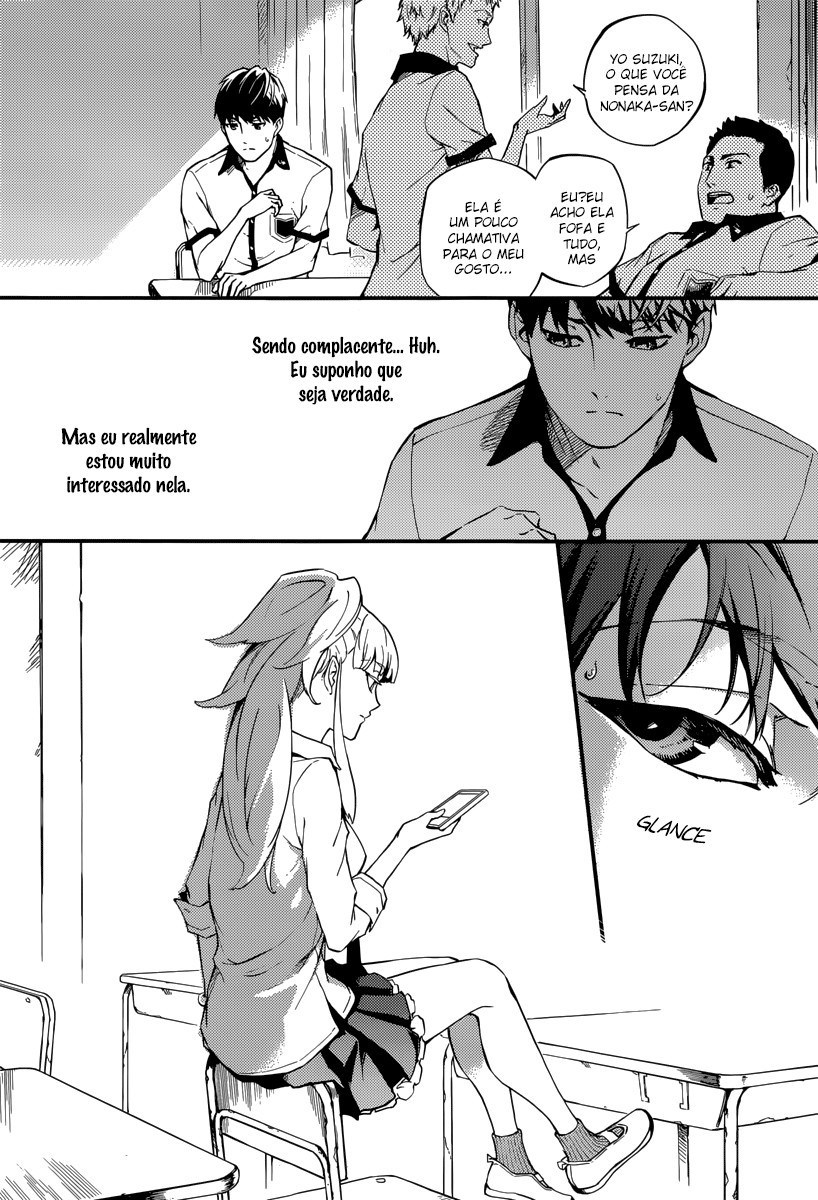 YO SUZUKI,
O QUE VOCÊ
PENSA DA
NONAKA-SAN?
EU?EU
ACHO ELA
FOFA E
TUDO,
MAS
ELA É
UM POUCO
CHAMATIVA
PARA O MEU
GOSTO...
Sendo complacente... Huh.
Eu suponho que
seja verdade.
Mas eu realmente
estou muito
interessado nela.
GLANCE